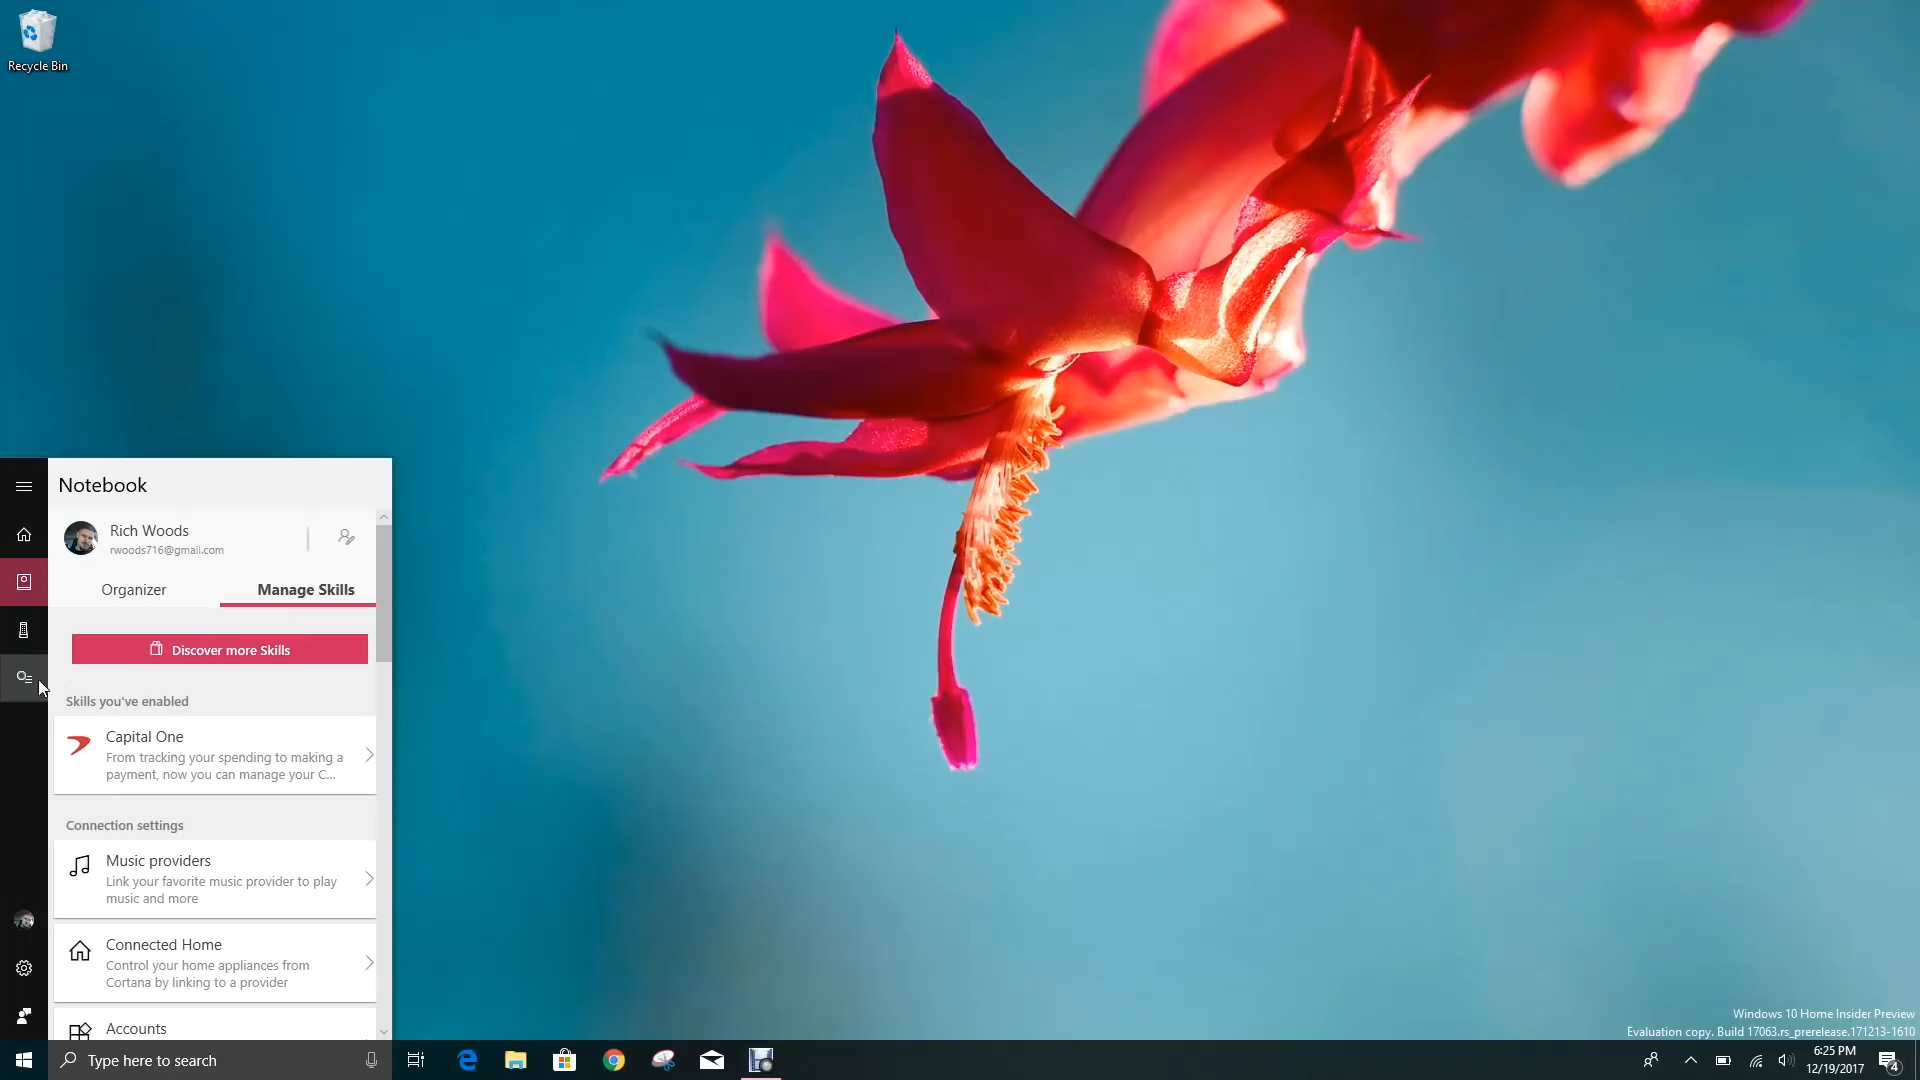 Recycle Bin
Notebook
Rich Woods
rwoods716@gmail.com
Organizer
Manage Skills
Discover more Skills
Skills you've enabled
Capital One
From tracking your spending to making a
payment, now you can manage your C...
Connection settings
Music providers
Link your favorite music provider to play
music and more
Connected Home
Control your home appliances from
Cortana by linking to a provider
Accounts
Windows 10 Home Insider Preview
Evaluation copy. Build 17063.rs_prerelease.171213-1610
Type here to search
6:25 PM
12/19/2017
4